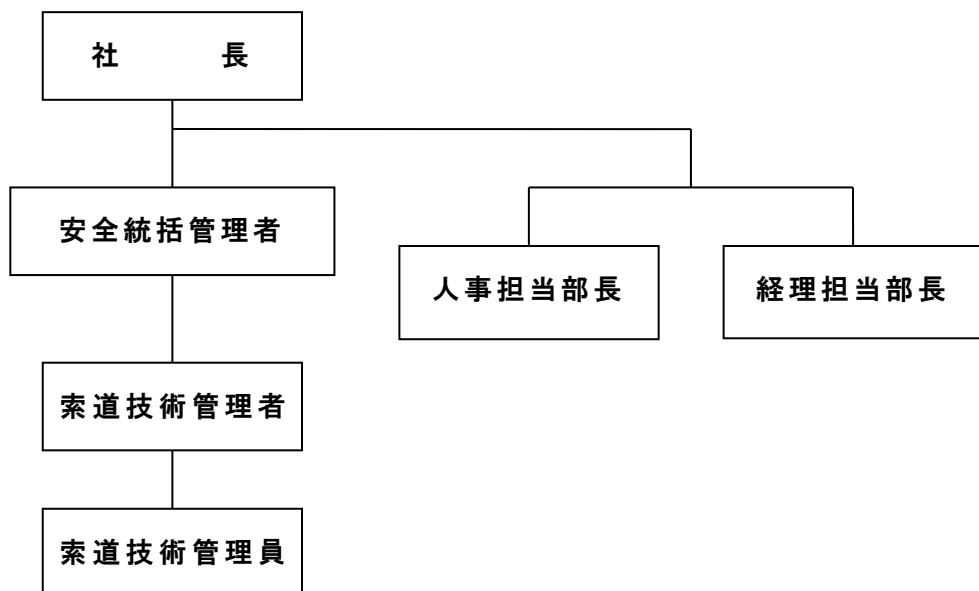 社　　　長
安全統括管理者
人事担当部長
経理担当部長
索道技術管理者
索道技術管理員